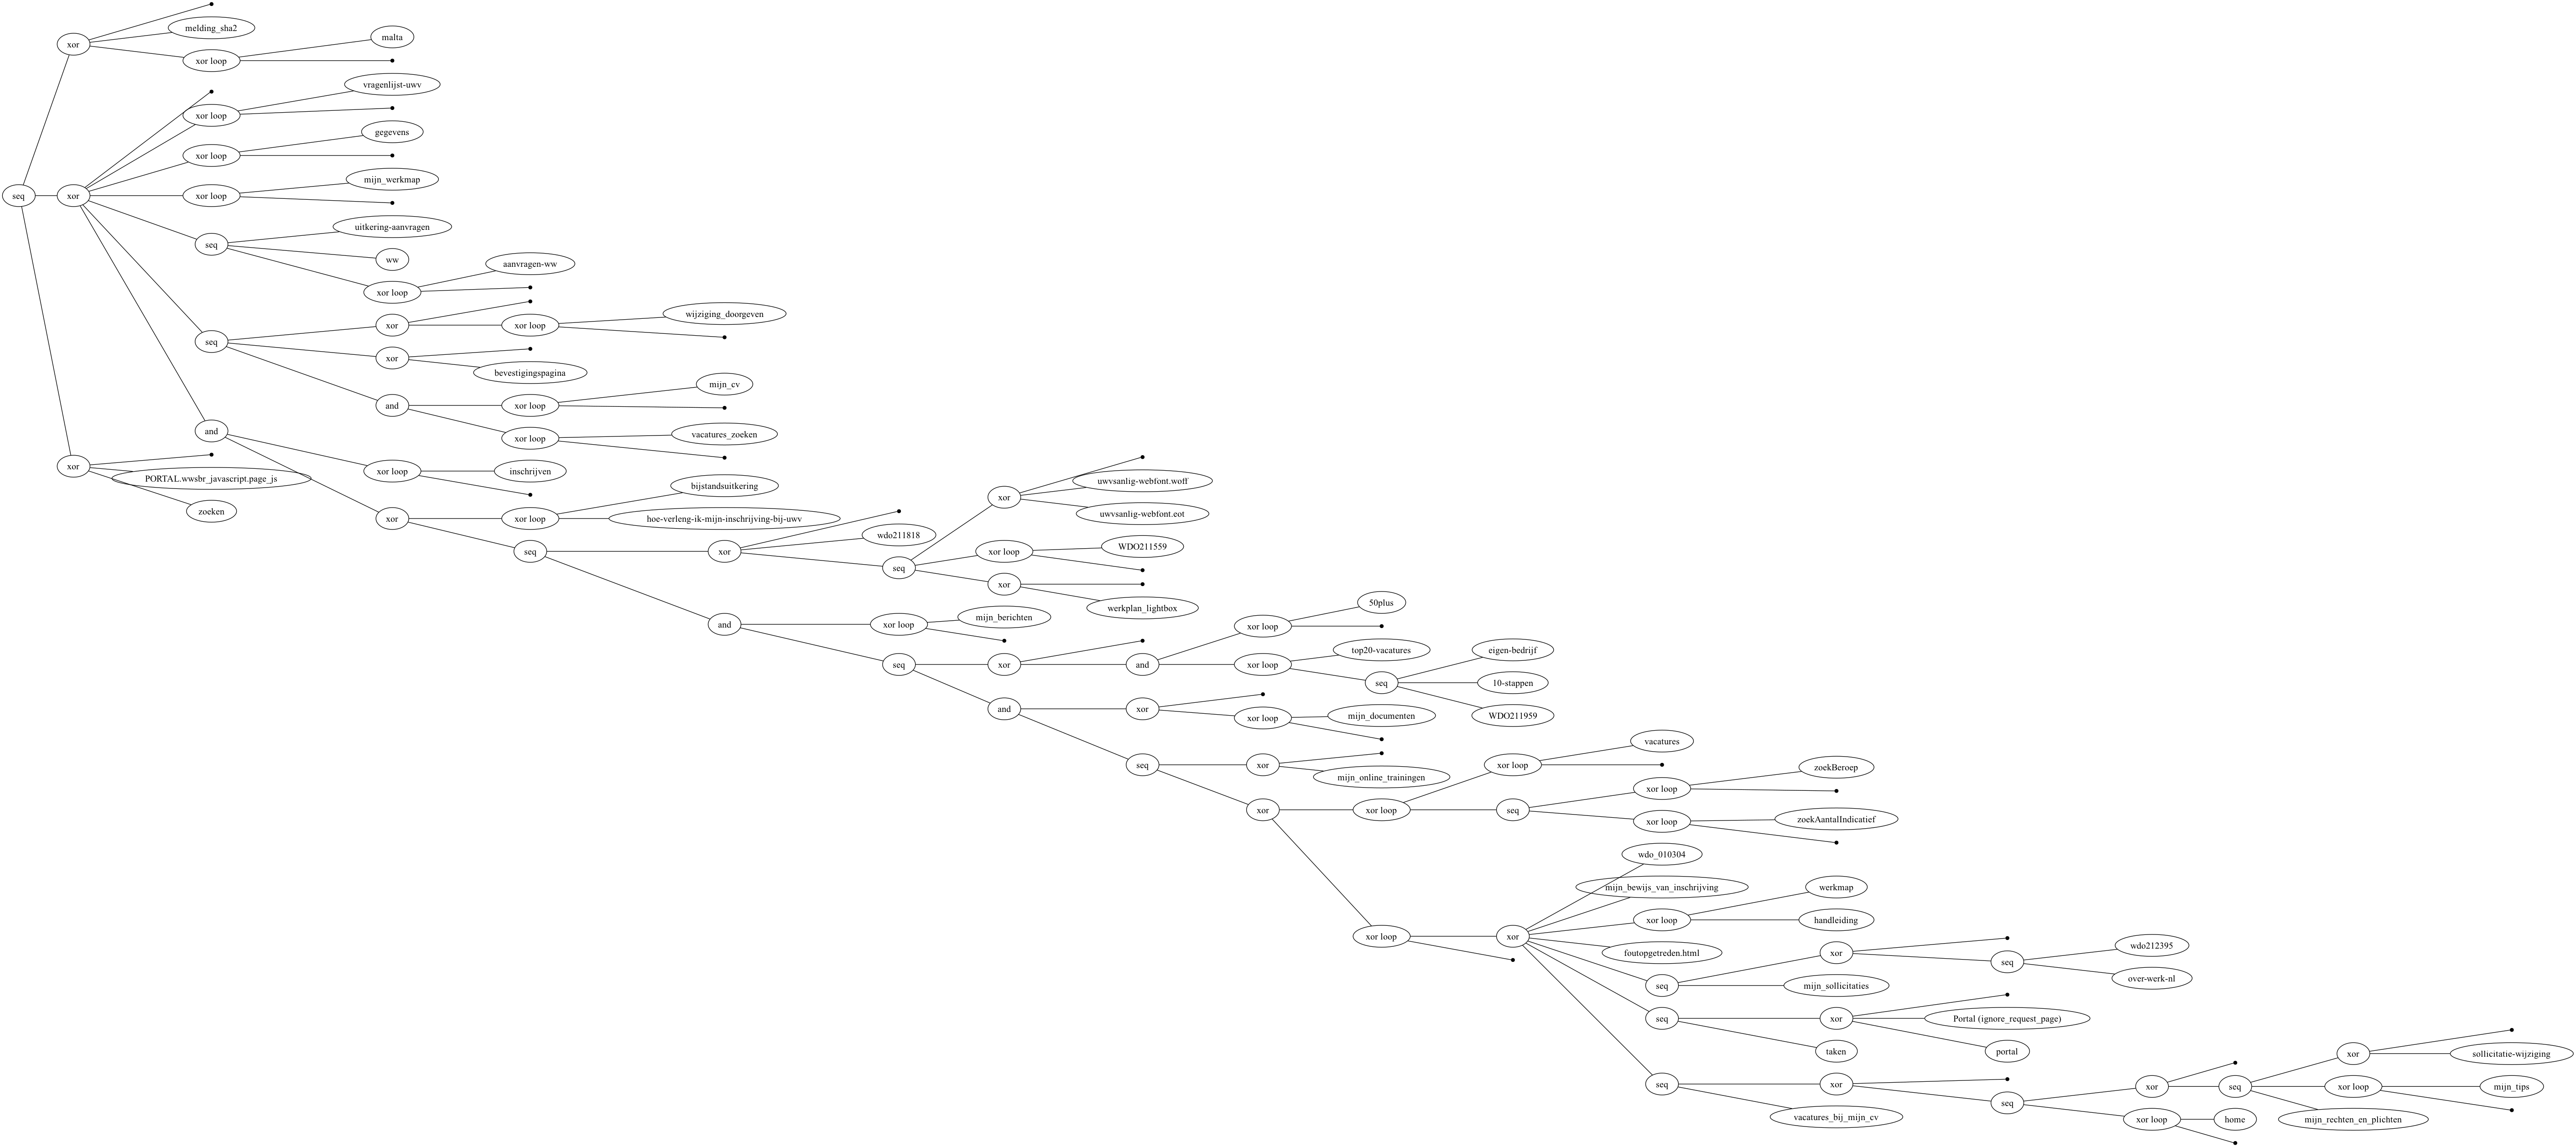 xor
melding_sha2
xor loop
malta
vragenlijst-uwv
xor loop
gegevens
xor loop
mijn_werkmap
seq
xor
xor loop
uitkering-aanvragen
seq
ww
aanvragen-ww
xor loop
wijziging_doorgeven
xor
xor loop
seq
xor
bevestigingspagina
mijn_cv
and
xor loop
vacatures_zoeken
and
xor loop
xor
PORTAL.wwsbr_javascript.page_js
zoeken
xor loop
inschrijven
bijstandsuitkering
xor
xor loop
hoe-verleng-ik-mijn-inschrijving-bij-uwv
uwvsanlig-webfont.woff
xor
uwvsanlig-webfont.eot
wdo211818
seq
xor
xor loop
WDO211559
seq
xor
werkplan_lightbox
50plus
and
xor loop
mijn_berichten
xor loop
top20-vacatures
eigen-bedrijf
seq
xor
and
xor loop
seq
10-stappen
WDO211959
and
xor
xor loop
mijn_documenten
vacatures
seq
xor
xor loop
mijn_online_trainingen
zoekBeroep
xor loop
xor
xor loop
seq
xor loop
zoekAantalIndicatief
wdo_010304
mijn_bewijs_van_inschrijving
werkmap
xor loop
handleiding
xor loop
xor
foutopgetreden.html
xor
wdo212395
seq
over-werk-nl
seq
mijn_sollicitaties
seq
xor
Portal (ignore_request_page)
taken
portal
xor
sollicitatie-wijziging
seq
xor
xor
seq
xor loop
mijn_tips
seq
vacatures_bij_mijn_cv
xor loop
home
mijn_rechten_en_plichten